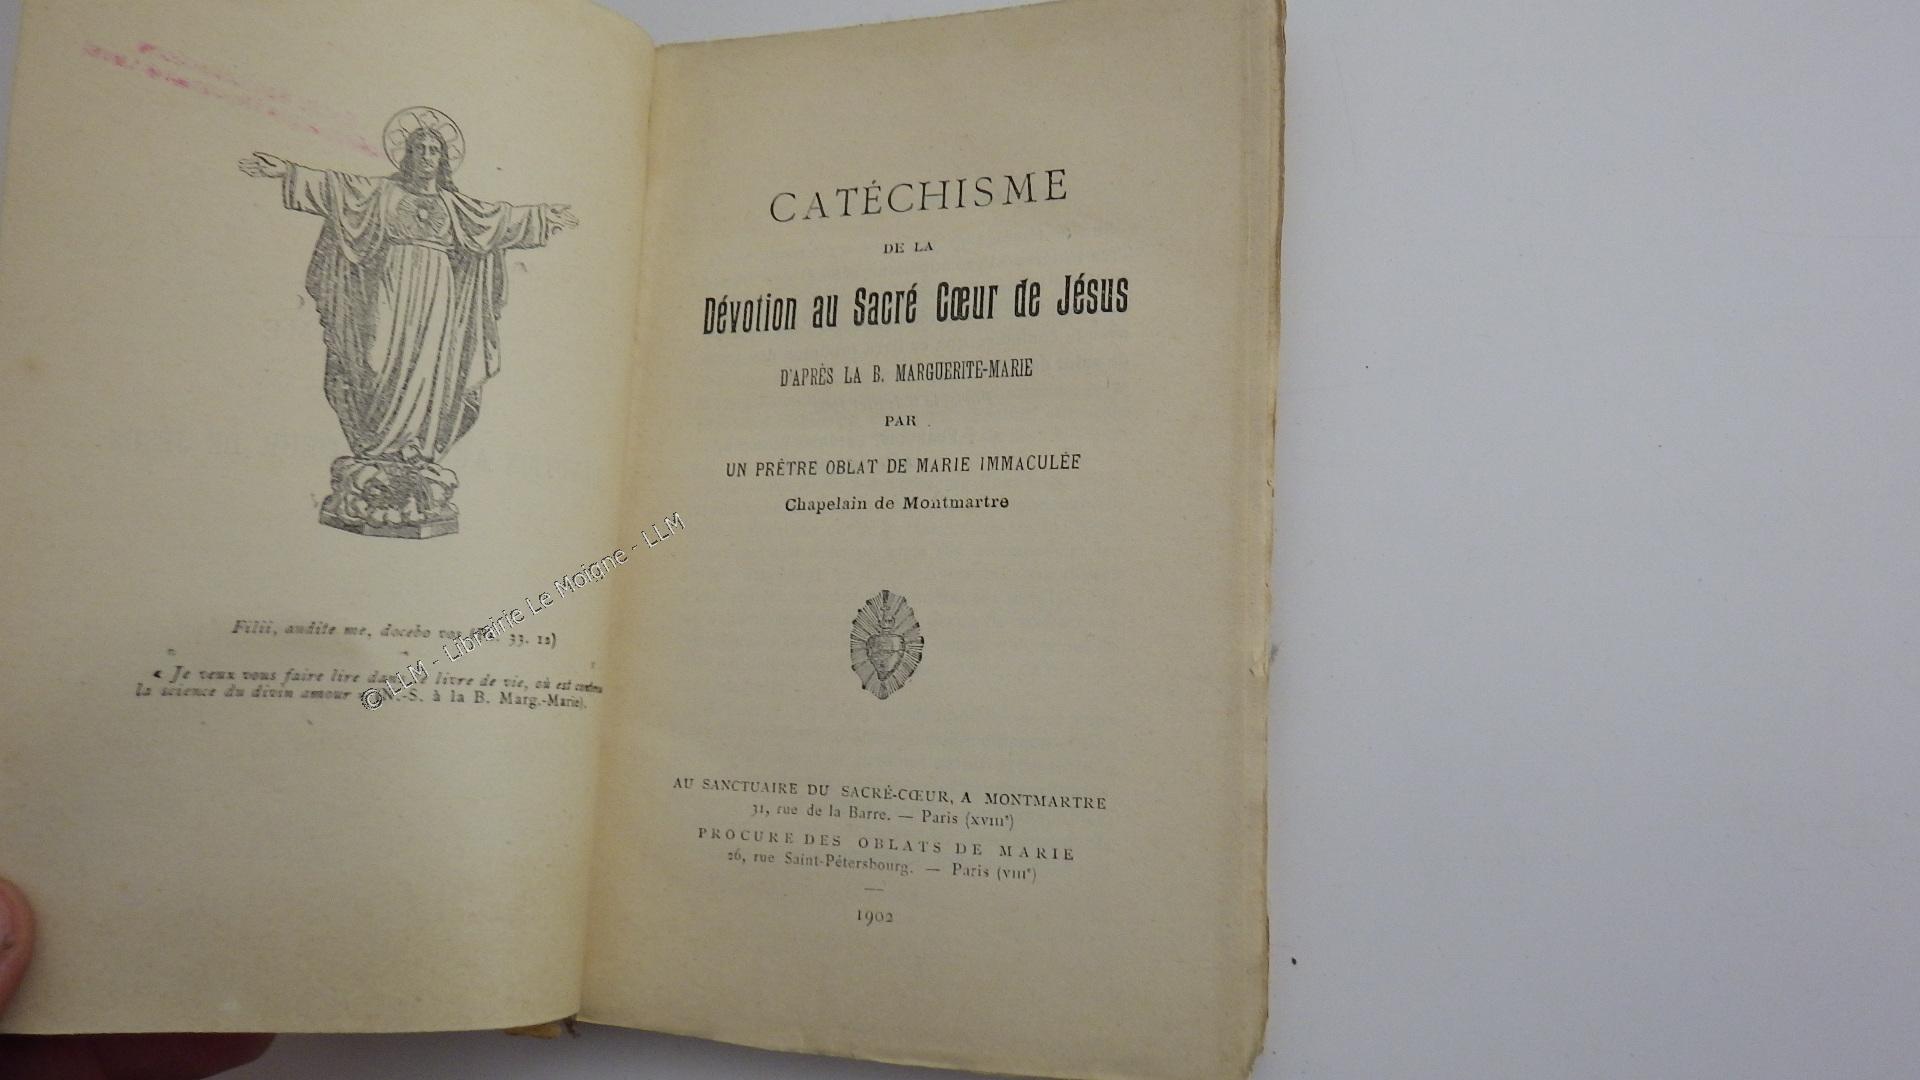 Filii, audite me, docebo vos 33. 12)
« Je veux vous faire lire dans le livre de vie, où est contenu
la science du divin amour N.-S. à la B. Marg.-Marie).
© LLM - Librairie Le Moigne - LLM
CATÉCHISME
DE LA
Dévotion au Sacré Cœur de Jésus
D'APRÈS LA B. MARGUERITE-MARIE
PAR
UN PRÊTRE OBLAT DE MARIE IMMACULÉE
Chapelain de Montmartre
AU SANCTUAIRE DU SACRÉ-CŒUR, A MONTMARTRE
31, rue de la Barre. — Paris (XVIIIe)
PROCURE DES OBLATS DE MARIE
26, rue Saint-Pétersbourg. — Paris (VIIIe)
1902